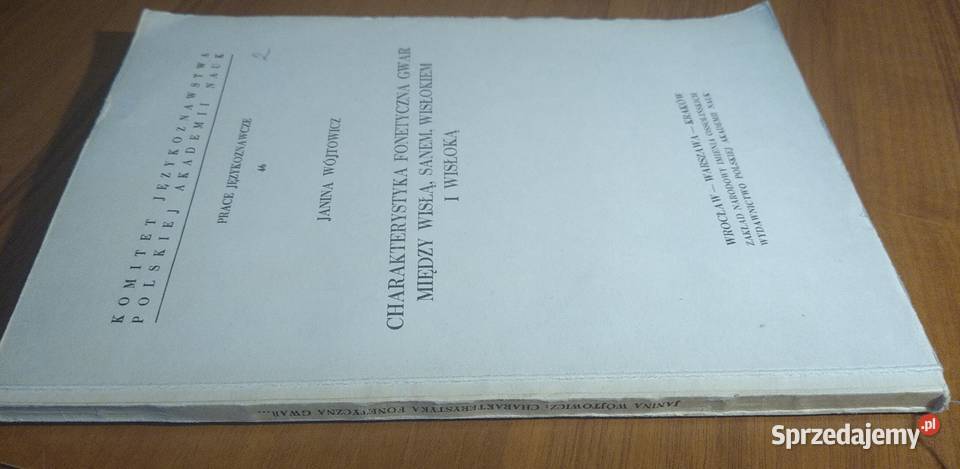 KOMITET JĘZYKOZNAWSTWA
POLSKIEJ AKADEMII NAUK
2
PRACE JĘZYKOZNAWCZE
46
JANINA WÓJTOWICZ
CHARAKTERYSTYKA FONETYCZNA GWAR
MIĘDZY WISŁĄ, SANEM, WISŁOKIEM
I WISŁOKĄ
WROCŁAW — WARSZAWA — KRAKÓW
ZAKŁAD NARODOWY IMIENIA OSSOLIŃSKICH
WYDAWNICTWO POLSKIEJ AKADEMII NAUK
JANINA WÓJTOWICZ: CHARAKTERYSTYKA FONETYCZNA GWAR...
Sprzedajemy.pl